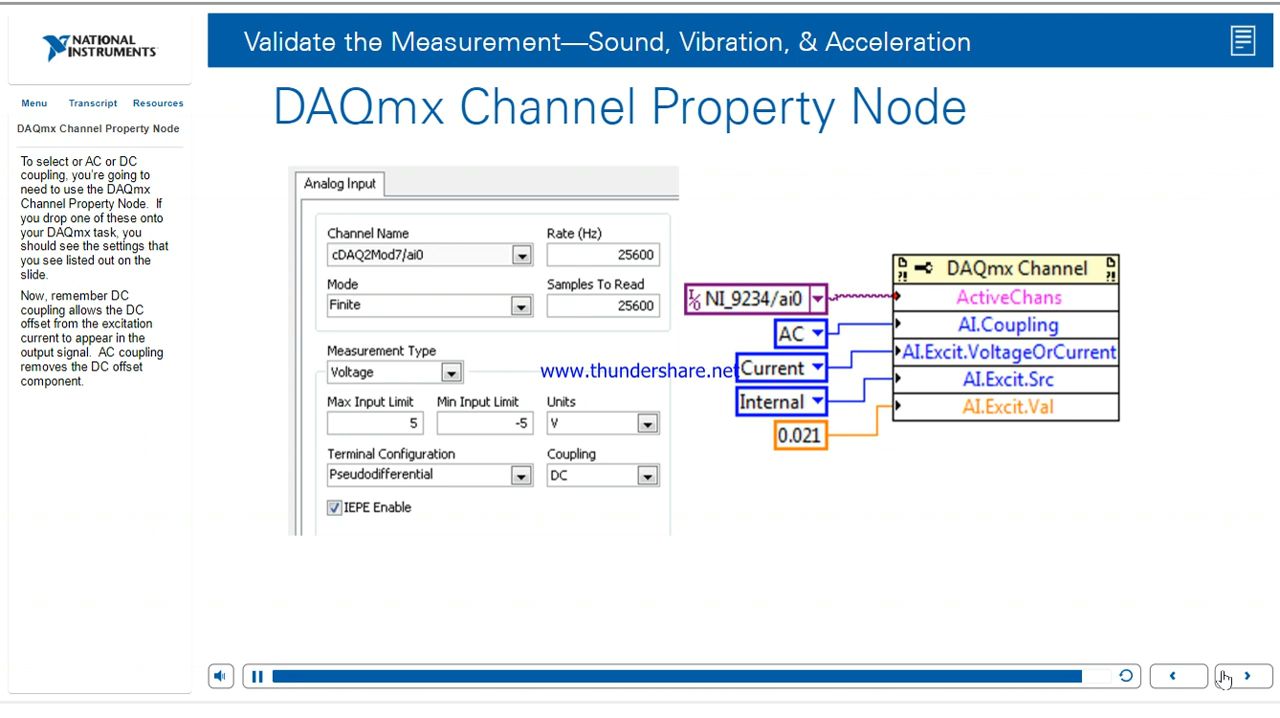 NATIONAL
INSTRUMENTS
Validate the Measurement—Sound, Vibration, & Acceleration
Menu Transcript Resources
DAQmx Channel Property Node
To select or AC or DC
coupling, you're going to
need to use the DAQmx
Channel Property Node. If
you drop one of these onto
your DAQmx task, you
should see the settings that
you see listed out on the
slide.
Now, remember DC
coupling allows the DC
offset from the excitation
current to appear in the
output signal. AC coupling
removes the DC offset
component.
DAQmx Channel Property Node
Analog Input
Channel Name Rate (Hz)
cDAQ2Mod7/ai0 25600
Mode Samples To Read
Finite 25600
Measurement Type
Voltage
www.thundershare.net
Max Input Limit Min Input Limit Units
5 -5 V
Terminal Configuration Coupling
Pseudodifferential DC
IEPE Enable
NI_9234/ai0
AC
Current
Internal
0.021
DAQmx Channel
ActiveChans
AI.Coupling
AI.Excit.VoltageOrCurrent
AI.Excit.Src
AI.Excit.Val